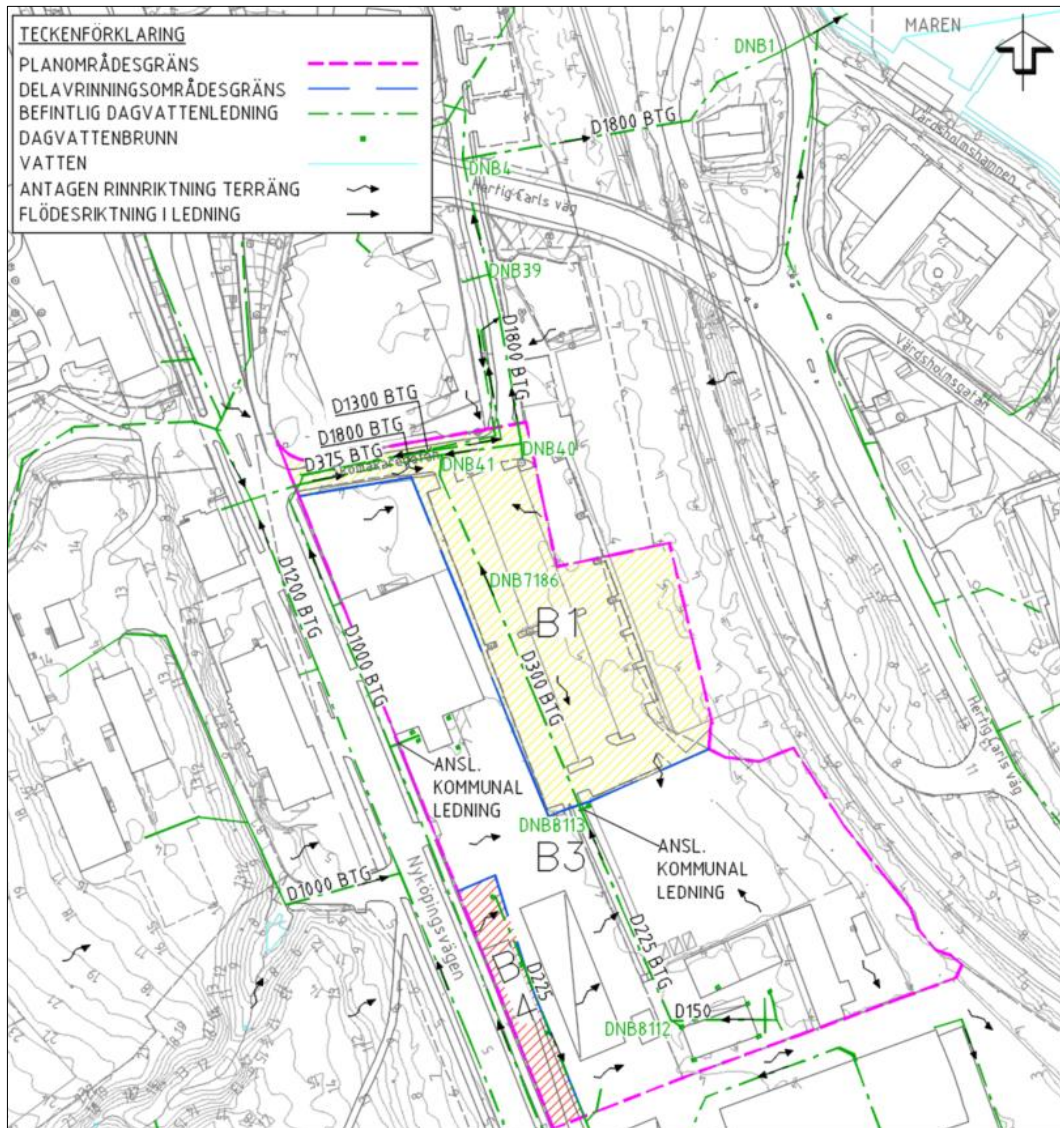 TECKENFÖRKLARING
PLANOMRÅDESGRÄNS
DELAVRINNINGSOMRÅDESGRÄNS
BEFINTLIG DAGVATTENLEDNING
DAGVATTENBRUNN
VATTEN
ANTAGEN RINNRIKTNING TERRÄNG
FLÖDESRIKTNING I LEDNING
MAREN
DNB1
D1800 BTG
Värdsholmshamnen
DNB4
Hertig Carls väg
DNB39
D1800 BTG
Värdsholmsgatan
D1300 BTG
D1800 BTG
D375 BTG
DNB41
DNB40
DNB7186
B1
D1200 BTG
D1000 BTG
D300 BTG
Hertig Carls väg
ANSL.
KOMMUNAL
LEDNING
DNB8113
B3
ANSL.
KOMMUNAL
LEDNING
D1000 BTG
Nyköpingsvägen
D225 BTG
B4
D225
D150
DNB8112